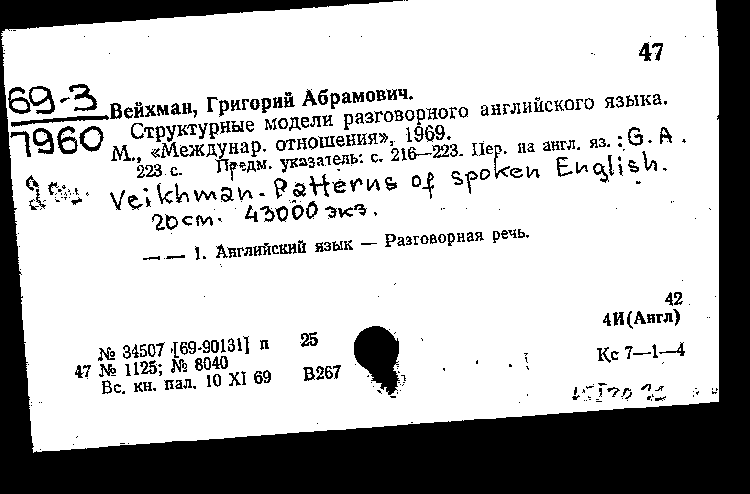 47
69-3
7960
Вейхман, Григорий Абрамович.
Структурные модели разговорного английского языка.
М., «Междунар. отношения», 1969.
223 с. Предм. указатель: с. 216—223. Пер. на англ. яз. : G. A.
Veikhman. Patterns of spoken English.
20см. 43000 экз.
— — 1. Английский язык — Разговорная речь.
42
4И(Англ)
№ 34507 [69-90131] п 25
47 № 1125; № 8040
Кс 7—1—4
Вс. кн. пал. 10 XI 69 В267